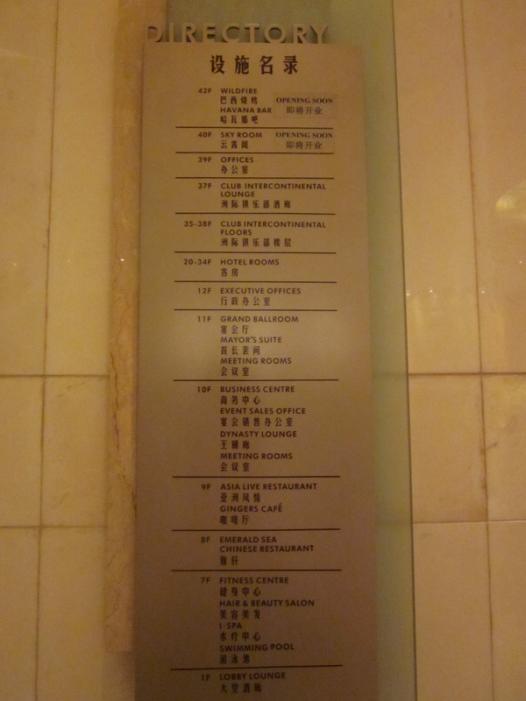 DIRECTORY
设施名录
42F WILDFIRE
巴西烧烤
OPENING SOON
HAVANA BAR
即将开业
哈瓦那吧
40F SKY ROOM OPENING SOON
云霄阁 即将开业
39F OFFICES
办公室
37F CLUB INTERCONTINENTAL
LOUNGE
洲际俱乐部酒廊
35-38F CLUB INTERCONTINENTAL
FLOORS
洲际俱乐部楼层
20-34F HOTEL ROOMS
客房
12F EXECUTIVE OFFICES
行政办公室
11F GRAND BALLROOM
宴会厅
MAYOR'S SUITE
首长套间
MEETING ROOMS
会议室
10F BUSINESS CENTRE
商务中心
EVENT SALES OFFICE
宴会销售办公室
DYNASTY LOUNGE
王朝廊
MEETING ROOMS
会议室
9F ASIA LIVE RESTAURANT
亚洲风情
GINGERS CAFÉ
咖啡厅
8F EMERALD SEA
CHINESE RESTAURANT
7F FITNESS CENTRE
健身中心
HAIR & BEAUTY SALON
美容美发
I-SPA
水疗中心
SWIMMING POOL
游泳池
1F LOBBY LOUNGE
大堂酒廊